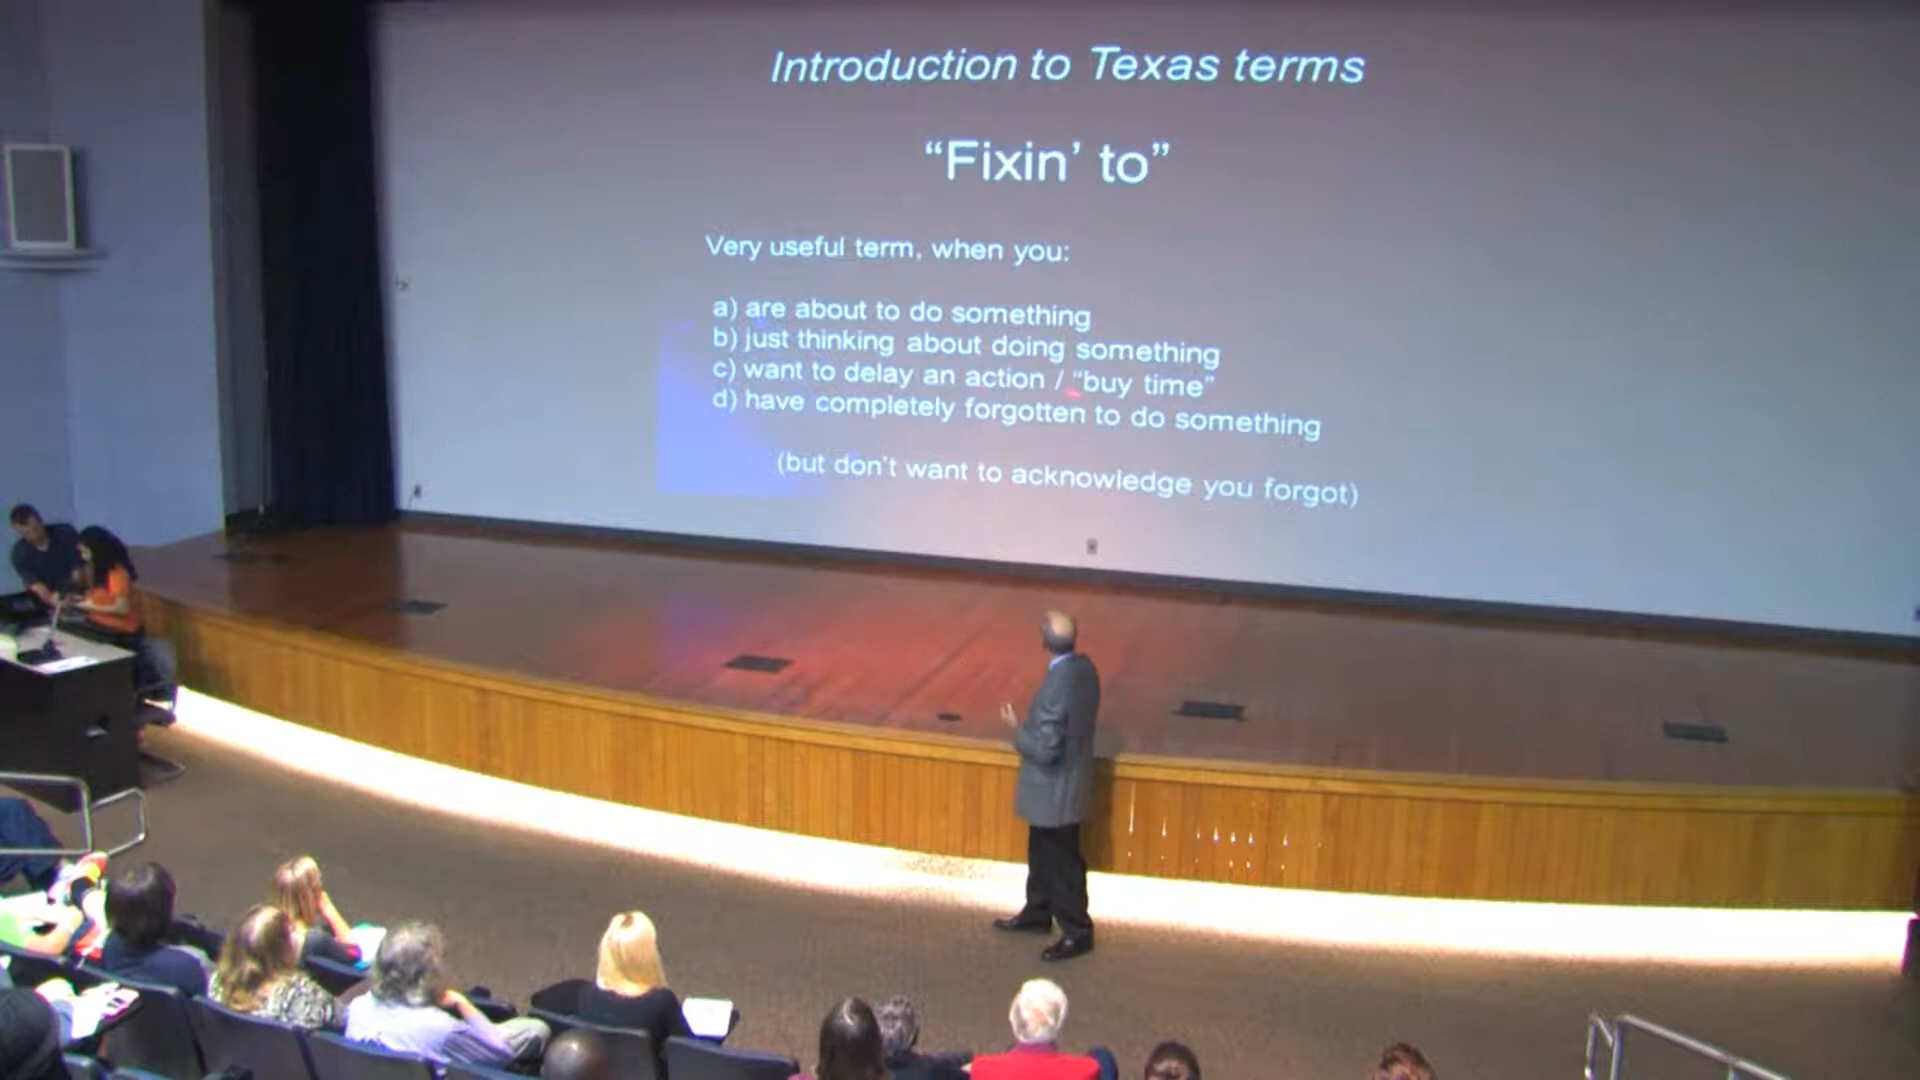 Introduction to Texas terms
“Fixin’ to”
Very useful term, when you:
a) are about to do something
b) just thinking about doing something
c) want to delay an action / “buy time”
d) have completely forgotten to do something
(but don’t want to acknowledge you forgot)